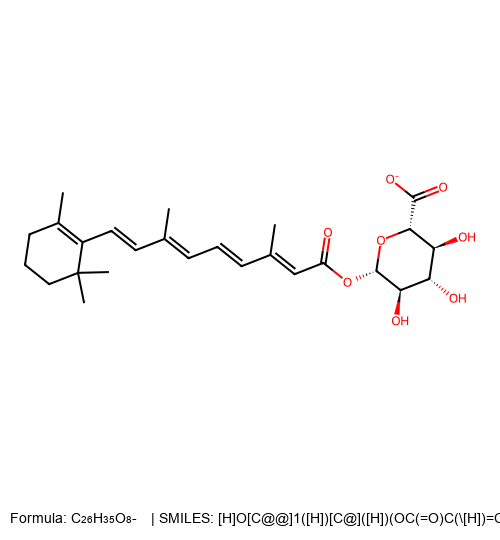 O⁻
O
O
O
OH
O
OH
OH
Formula: C₂₆H₃₅O₈- | SMILES: [H]O[C@@]1([H])[C@]([H])(OC(=O)C(\[H])=C